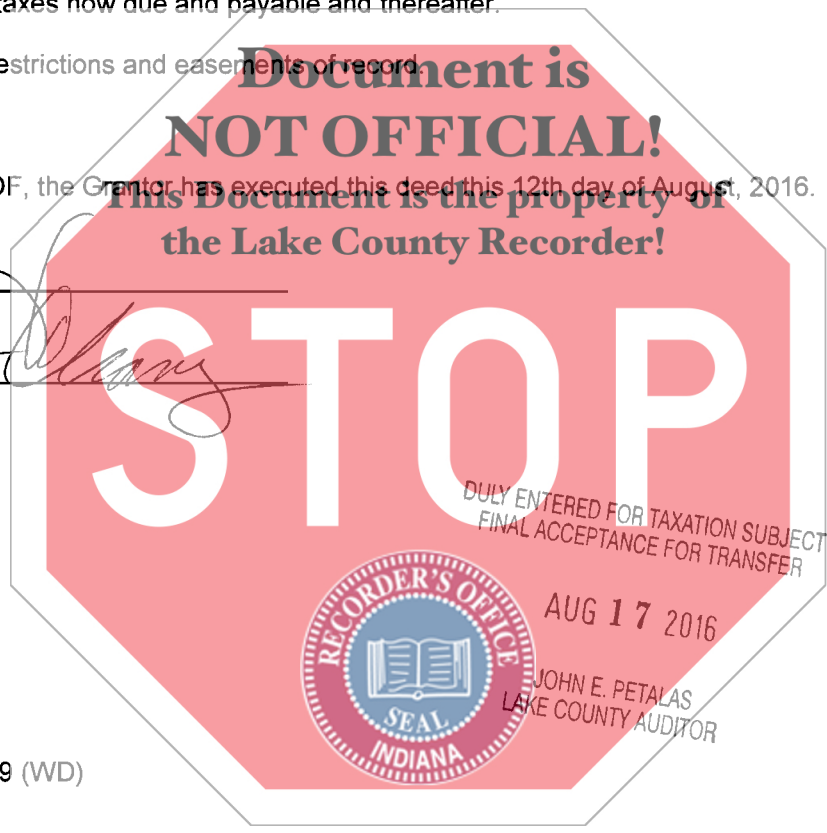 taxes now due and payable and thereafter.
estrictions and easements of record.
Document is
NOT OFFICIAL!
OF, the Grantor has executed this deed this 12th day of August, 2016.
This Document is the property of
the Lake County Recorder!
STOP
DULY ENTERED FOR TAXATION SUBJECT
FINAL ACCEPTANCE FOR TRANSFER
AUG 17 2016
JOHN E. PETALAS
LAKE COUNTY AUDITOR
RECORDER'S OFFICE
SEAL
INDIANA
9 (WD)